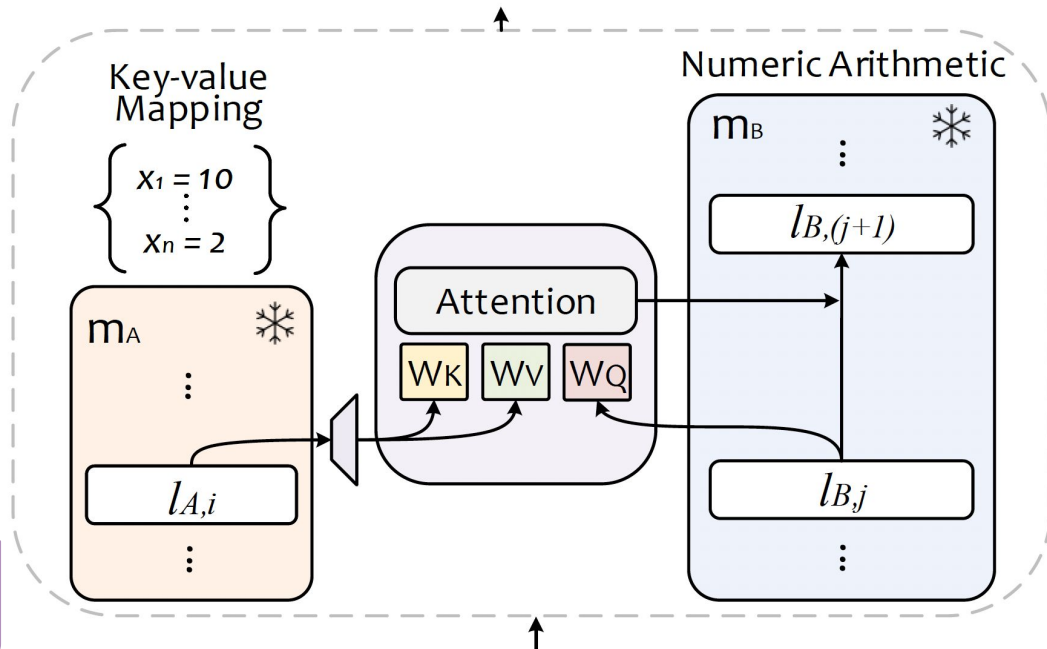 Key-value
Mapping
x₁ = 10
⋮
xₙ = 2
mA
⋮
lA,i
⋮
Attention
WK WV WQ
Numeric Arithmetic
mB
⋮
lB,(j+1)
lB,j
⋮